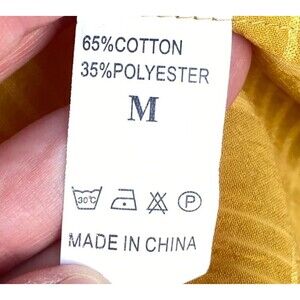 65%COTTON
35%POLYESTER
M
30°C P
MADE IN CHINA